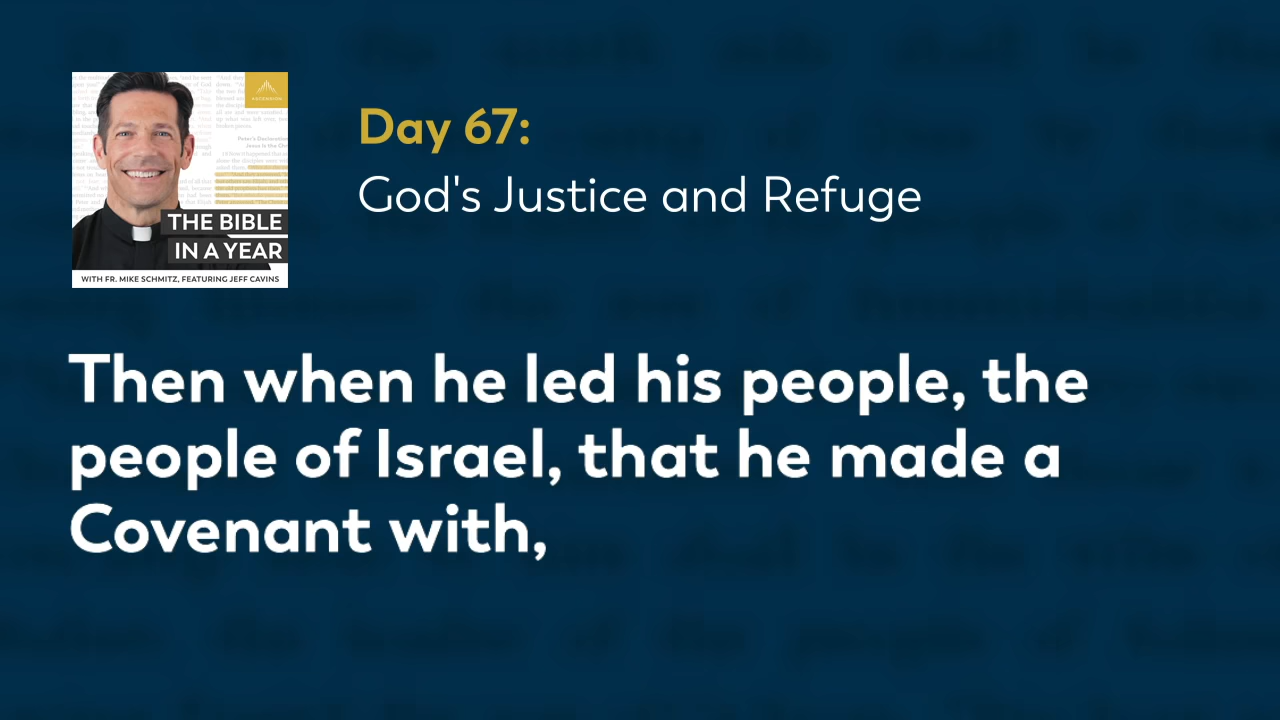 THE BIBLE
IN A YEAR
WITH FR. MIKE SCHMITZ, FEATURING JEFF CAVINS
Day 67:
God's Justice and Refuge
Then when he led his people, the
people of Israel, that he made a
Covenant with,